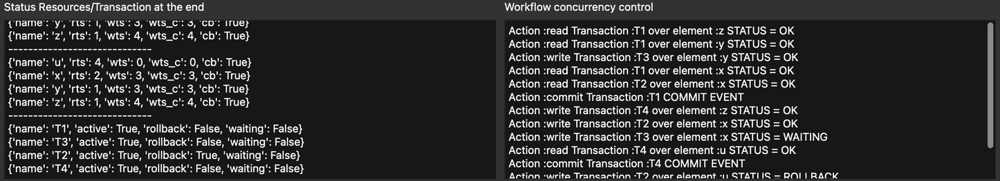 Status Resources/Transaction at the end
{'name': 'y', 'rts': 1, 'wts': 3, 'wts_c': 3, 'cb': True}
{'name': 'z', 'rts': 1, 'wts': 4, 'wts_c': 4, 'cb': True}
-----------------------------
{'name': 'u', 'rts': 4, 'wts': 0, 'wts_c': 0, 'cb': True}
{'name': 'x', 'rts': 2, 'wts': 3, 'wts_c': 3, 'cb': True}
{'name': 'y', 'rts': 1, 'wts': 3, 'wts_c': 3, 'cb': True}
{'name': 'z', 'rts': 1, 'wts': 4, 'wts_c': 4, 'cb': True}
-----------------------------
{'name': 'T1', 'active': True, 'rollback': False, 'waiting': False}
{'name': 'T3', 'active': True, 'rollback': False, 'waiting': False}
{'name': 'T2', 'active': True, 'rollback': True, 'waiting': False}
{'name': 'T4', 'active': True, 'rollback': False, 'waiting': False}
Workflow concurrency control
Action :read Transaction :T1 over element :z STATUS = OK
Action :read Transaction :T1 over element :y STATUS = OK
Action :write Transaction :T3 over element :y STATUS = OK
Action :read Transaction :T1 over element :x STATUS = OK
Action :read Transaction :T2 over element :x STATUS = OK
Action :commit Transaction :T1 COMMIT EVENT
Action :write Transaction :T4 over element :z STATUS = OK
Action :write Transaction :T2 over element :x STATUS = OK
Action :write Transaction :T3 over element :x STATUS = WAITING
Action :read Transaction :T4 over element :u STATUS = OK
Action :commit Transaction :T4 COMMIT EVENT
Action :write Transaction :T2 over element :u STATUS = ROLLBACK